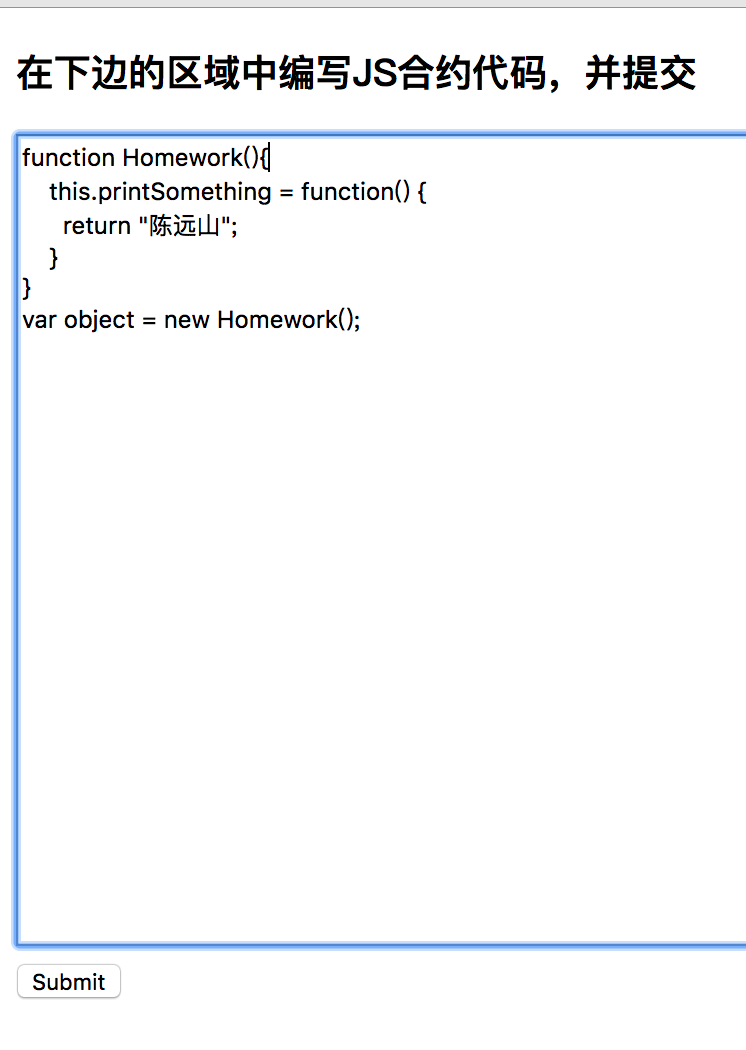 在下边的区域中编写JS合约代码，并提交
function Homework(){
    this.printSomething = function() {
      return "陈远山";
    }
}
var object = new Homework();
Submit